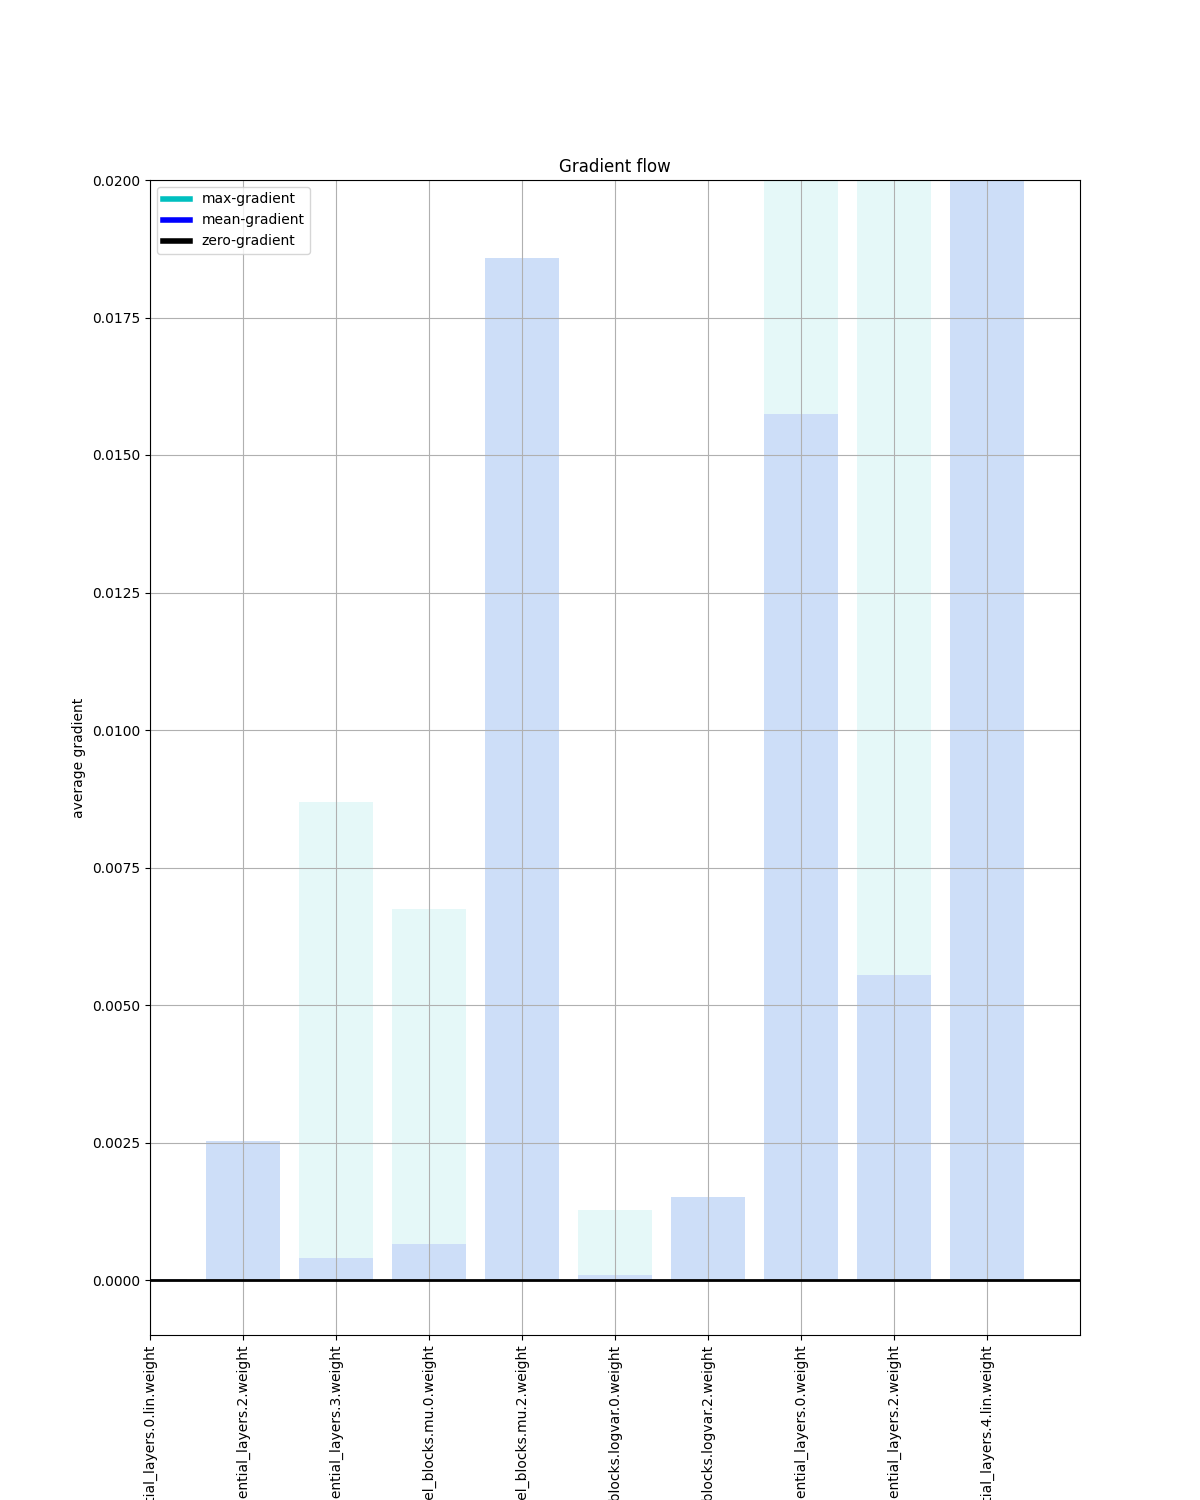 Gradient flow
max-gradient
mean-gradient
zero-gradient
average gradient
0.0200
0.0175
0.0150
0.0125
0.0100
0.0075
0.0050
0.0025
0.0000
tial_layers.0.lin.weight
ential_layers.2.weight
ential_layers.3.weight
el_blocks.mu.0.weight
el_blocks.mu.2.weight
blocks.logvar.0.weight
blocks.logvar.2.weight
ential_layers.0.weight
ential_layers.2.weight
tial_layers.4.lin.weight